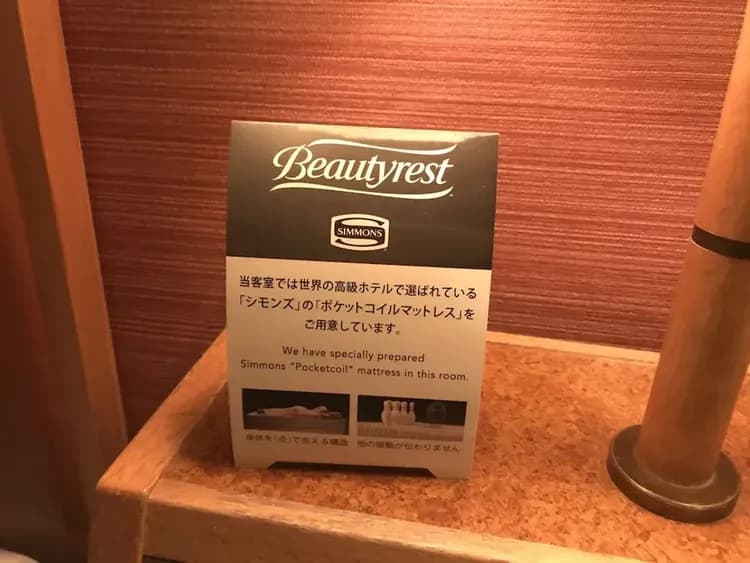 Beautyrest
SIMMONS
当客室では世界の高級ホテルで選ばれている
「シモンズ」の「ポケットコイルマットレス」を
ご用意しています。
We have specially prepared
Simmons "Pocketcoil" mattress in this room.
身体を「点」で支える構造 他の振動が伝わりません